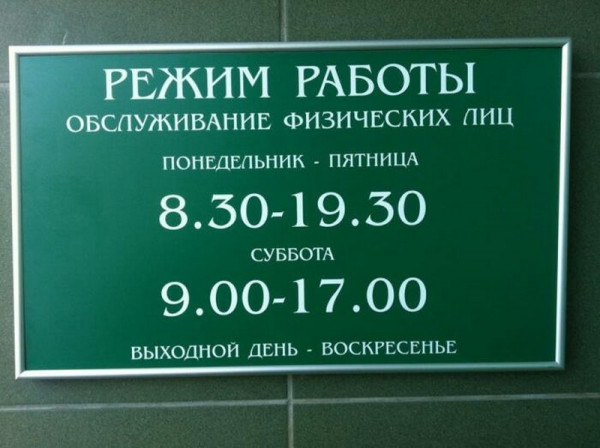 РЕЖИМ РАБОТЫ
ОБСЛУЖИВАНИЕ ФИЗИЧЕСКИХ ЛИЦ
ПОНЕДЕЛЬНИК - ПЯТНИЦА
8.30-19.30
СУББОТА
9.00-17.00
ВЫХОДНОЙ ДЕНЬ - ВОСКРЕСЕНЬЕ